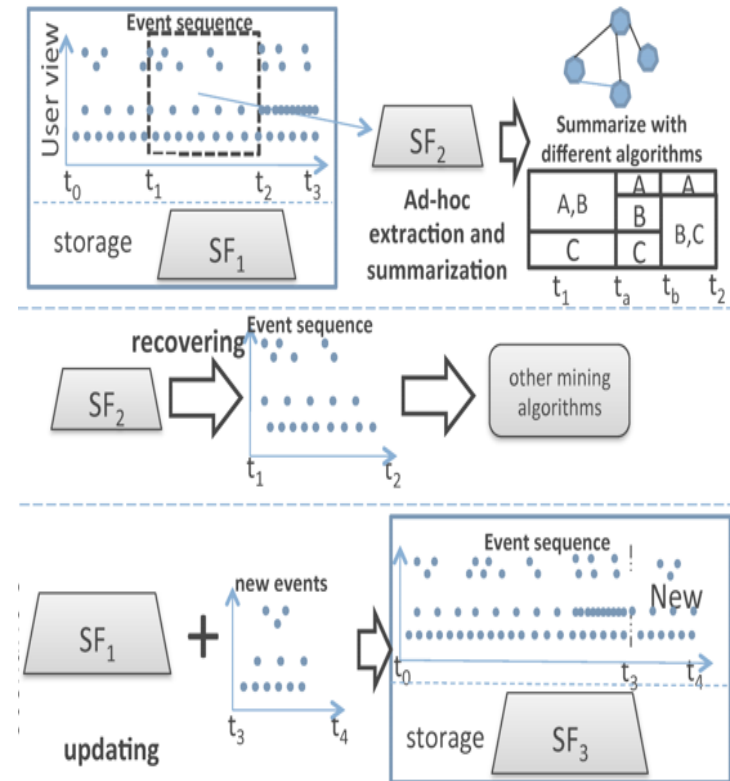 Event sequence
User view
t0 t1 t2 t3
storage
SF1
SF2
Ad-hoc
extraction and
summarization
Summarize with
different algorithms
A,B A A
B B,C
C C
t1 ta tb t2
recovering
Event sequence
SF2
t1 t2
other mining
algorithms
SF1
+
new events
t3 t4
updating
Event sequence
New
t0 t3 t4
storage
SF3